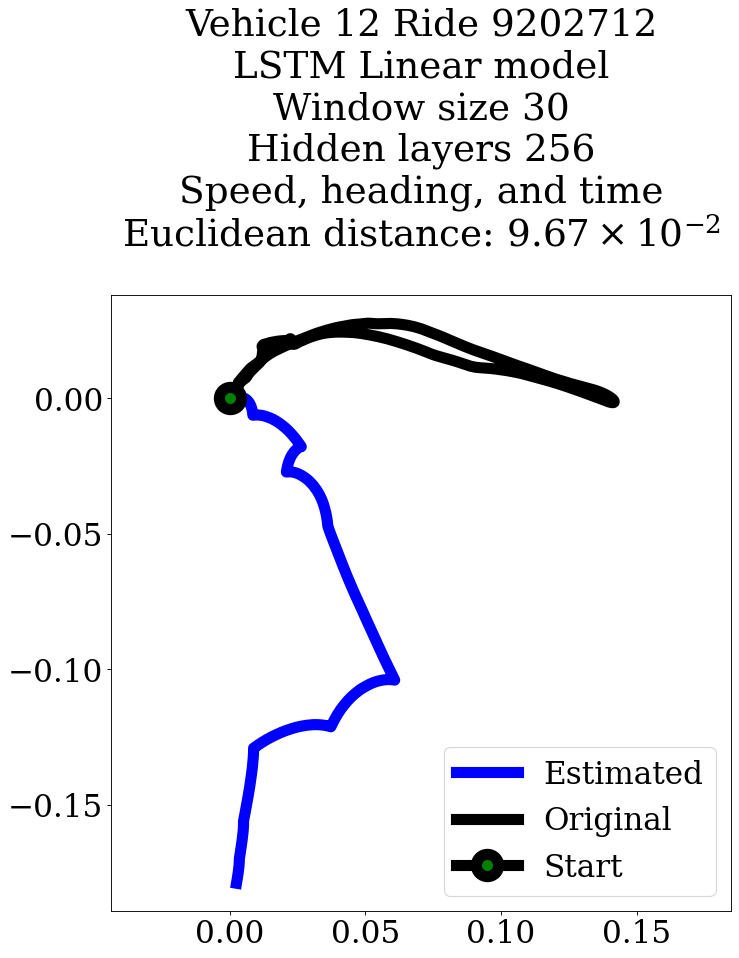 Vehicle 12 Ride 9202712
LSTM Linear model
Window size 30
Hidden layers 256
Speed, heading, and time
Euclidean distance: 9.67 × 10⁻²
0.00
−0.05
−0.10
−0.15
Estimated
Original
Start
0.00 0.05 0.10 0.15